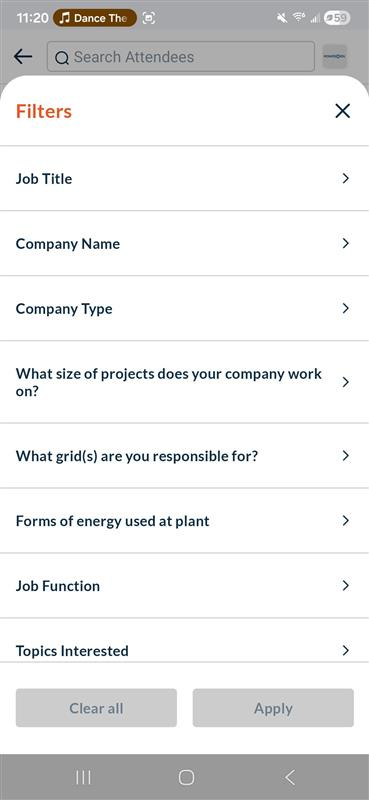 11:20 Dance The 59
Search Attendees
Filters
Job Title
Company Name
Company Type
What size of projects does your company work
on?
What grid(s) are you responsible for?
Forms of energy used at plant
Job Function
Topics Interested
Clear all Apply